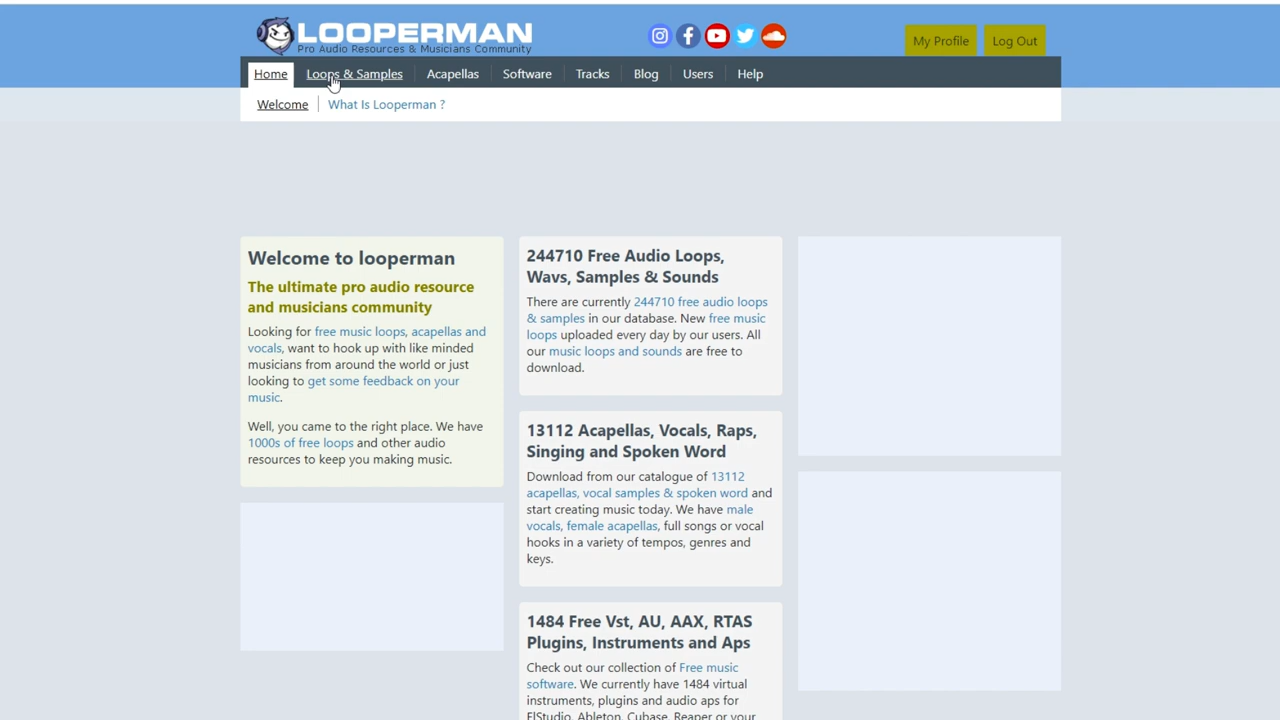 LOOPERMAN
Pro Audio Resources & Musicians Community
My Profile
Log Out
Home
Loops & Samples
Acapellas
Software
Tracks
Blog
Users
Help
Welcome
What Is Looperman ?
Welcome to looperman
The ultimate pro audio resource
and musicians community
Looking for free music loops, acapellas and
vocals, want to hook up with like minded
musicians from around the world or just
looking to get some feedback on your
music.
Well, you came to the right place. We have
1000s of free loops and other audio
resources to keep you making music.
244710 Free Audio Loops,
Wavs, Samples & Sounds
There are currently 244710 free audio loops
& samples in our database. New free music
loops uploaded every day by our users. All
our music loops and sounds are free to
download.
13112 Acapellas, Vocals, Raps,
Singing and Spoken Word
Download from our catalogue of 13112
acapellas, vocal samples & spoken word and
start creating music today. We have male
vocals, female acapellas, full songs or vocal
hooks in a variety of tempos, genres and
keys.
1484 Free Vst, AU, AAX, RTAS
Plugins, Instruments and Aps
Check out our collection of Free music
software. We currently have 1484 virtual
instruments, plugins and audio aps for
FlStudio, Ableton, Cubase, Reaper or your